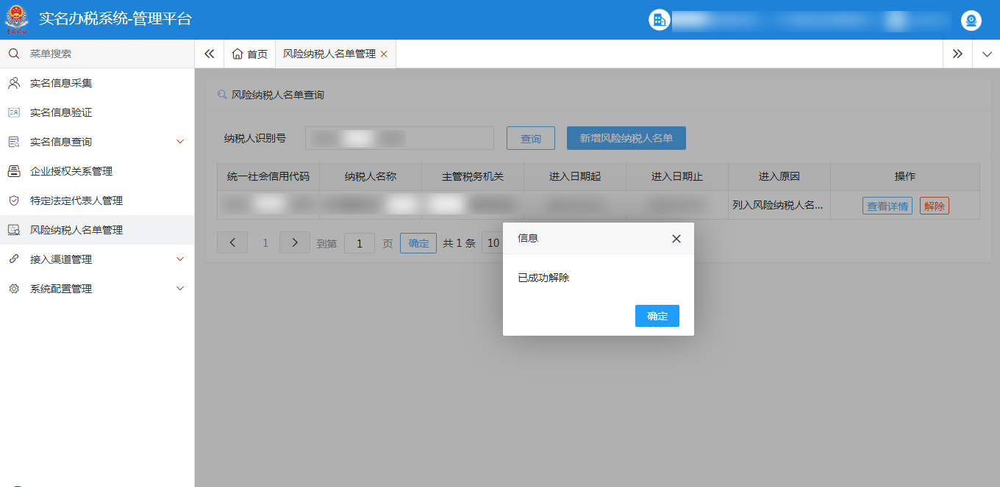 实名办税系统-管理平台
菜单搜索
首页
风险纳税人名单管理
实名信息采集
实名信息验证
实名信息查询
企业授权关系管理
特定法定代表人管理
风险纳税人名单管理
接入渠道管理
系统配置管理
风险纳税人名单查询
纳税人识别号
查询
新增风险纳税人名单
统一社会信用代码 纳税人名称 主管税务机关 进入日期起 进入日期止 进入原因 操作
列入风险纳税人名... 查看详情 解除
1 到第 1 页 确定 共 1 条 10
信息
已成功解除
确定